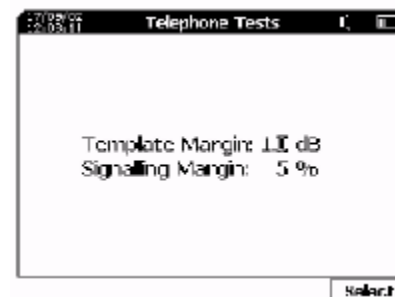 Telephone Tests
Template Margin: dB
Signalling Margin: 5 %
Select